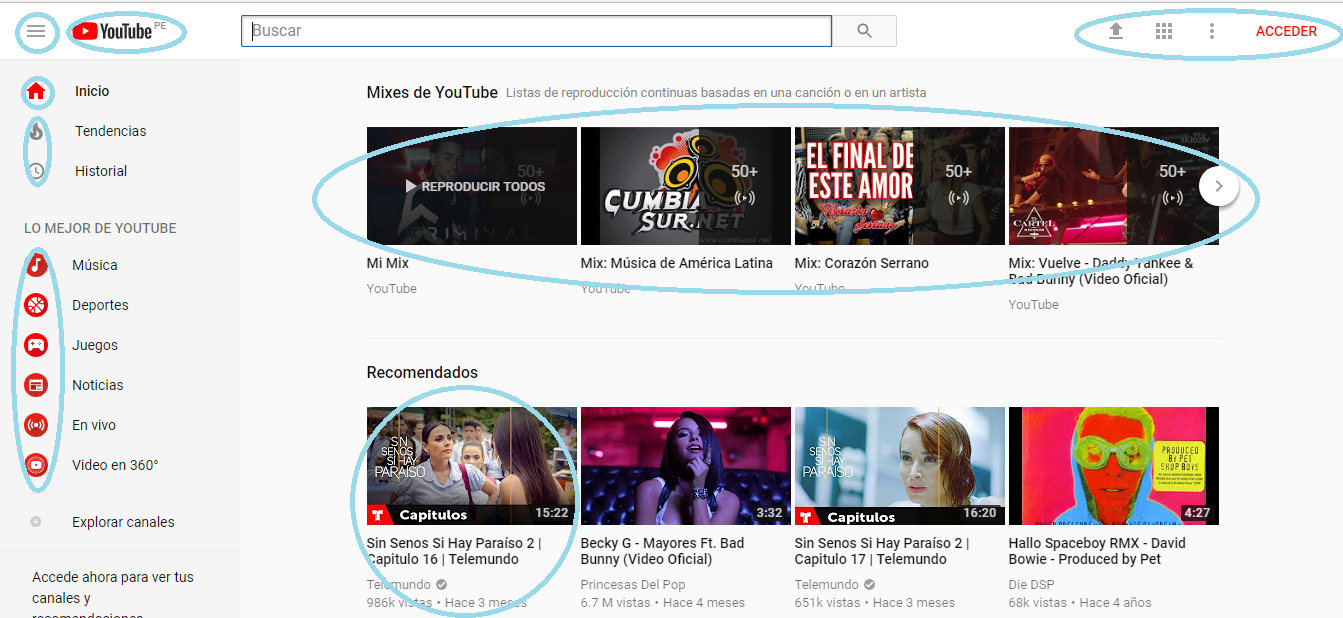 YouTube PE
Buscar
ACCEDER
Inicio
Tendencias
Historial
LO MEJOR DE YOUTUBE
Música
Deportes
Juegos
Noticias
En vivo
Video en 360°
Explorar canales
Accede ahora para ver tus
canales y
recomendaciones
Mixes de YouTube Listas de reproducción continuas basadas en una canción o en un artista
50+
REPRODUCIR TODOS
Mi Mix
YouTube
CUMBIA
SUR.NET
www.cumbiasur.net
50+
Mix: Música de América Latina
YouTube
EL FINAL DE
ESTE AMOR
Corazón
Serrano
50+
Mix: Corazón Serrano
YouTube
EL CARTEL
RECORDS
50+
Mix: Vuelve - Daddy Yankee &
Bad Bunny (Video Oficial)
YouTube
Recomendados
SIN
SENOS
SI HAY
PARAÍSO
Capitulos
15:22
Sin Senos Si Hay Paraíso 2 |
Capitulo 16 | Telemundo
Telemundo
986k vistas • Hace 3 meses
3:32
Becky G - Mayores Ft. Bad
Bunny (Video Oficial)
Princesas Del Pop
6.7 M vistas • Hace 4 meses
SIN
SENOS
SI HAY
PARAÍSO
Capitulos
16:20
Sin Senos Si Hay Paraíso 2 |
Capitulo 17 | Telemundo
Telemundo
651k vistas • Hace 3 meses
PRODUCED
BY PET
SHOP BOYS
4:27
Hallo Spaceboy RMX - David
Bowie - Produced by Pet
Die DSP
68k vistas • Hace 4 años